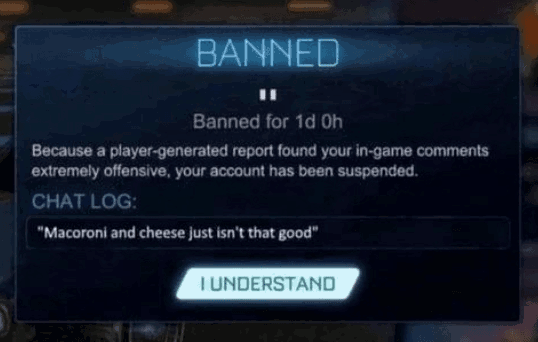 BANNED
Banned for 1d 0h
Because a player-generated report found your in-game comments
extremely offensive, your account has been suspended.
CHAT LOG:
"Macoroni and cheese just isn't that good"
I UNDERSTAND